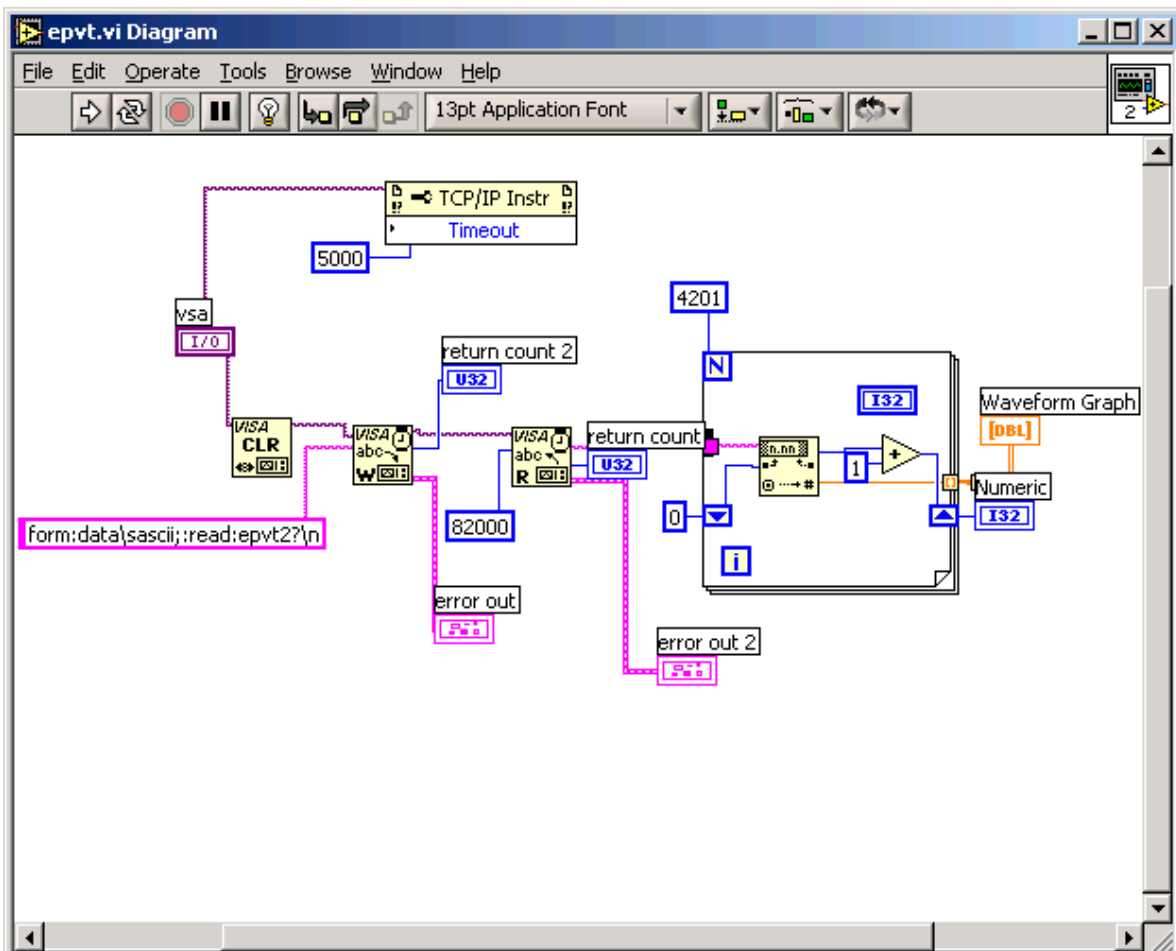 epvt.vi Diagram
File Edit Operate Tools Browse Window Help
13pt Application Font
2
TCP/IP Instr
Timeout
5000
vsa
I/O
4201
return count 2
U32
N
I32
Waveform Graph
[DBL]
VISA
CLR
VISA
abc
W
VISA
abc
R
return count
U32
n.nn
#
1
+
Numeric
I32
82000
0
form:data\sascii;:read:epvt2?\n
i
error out
error out 2